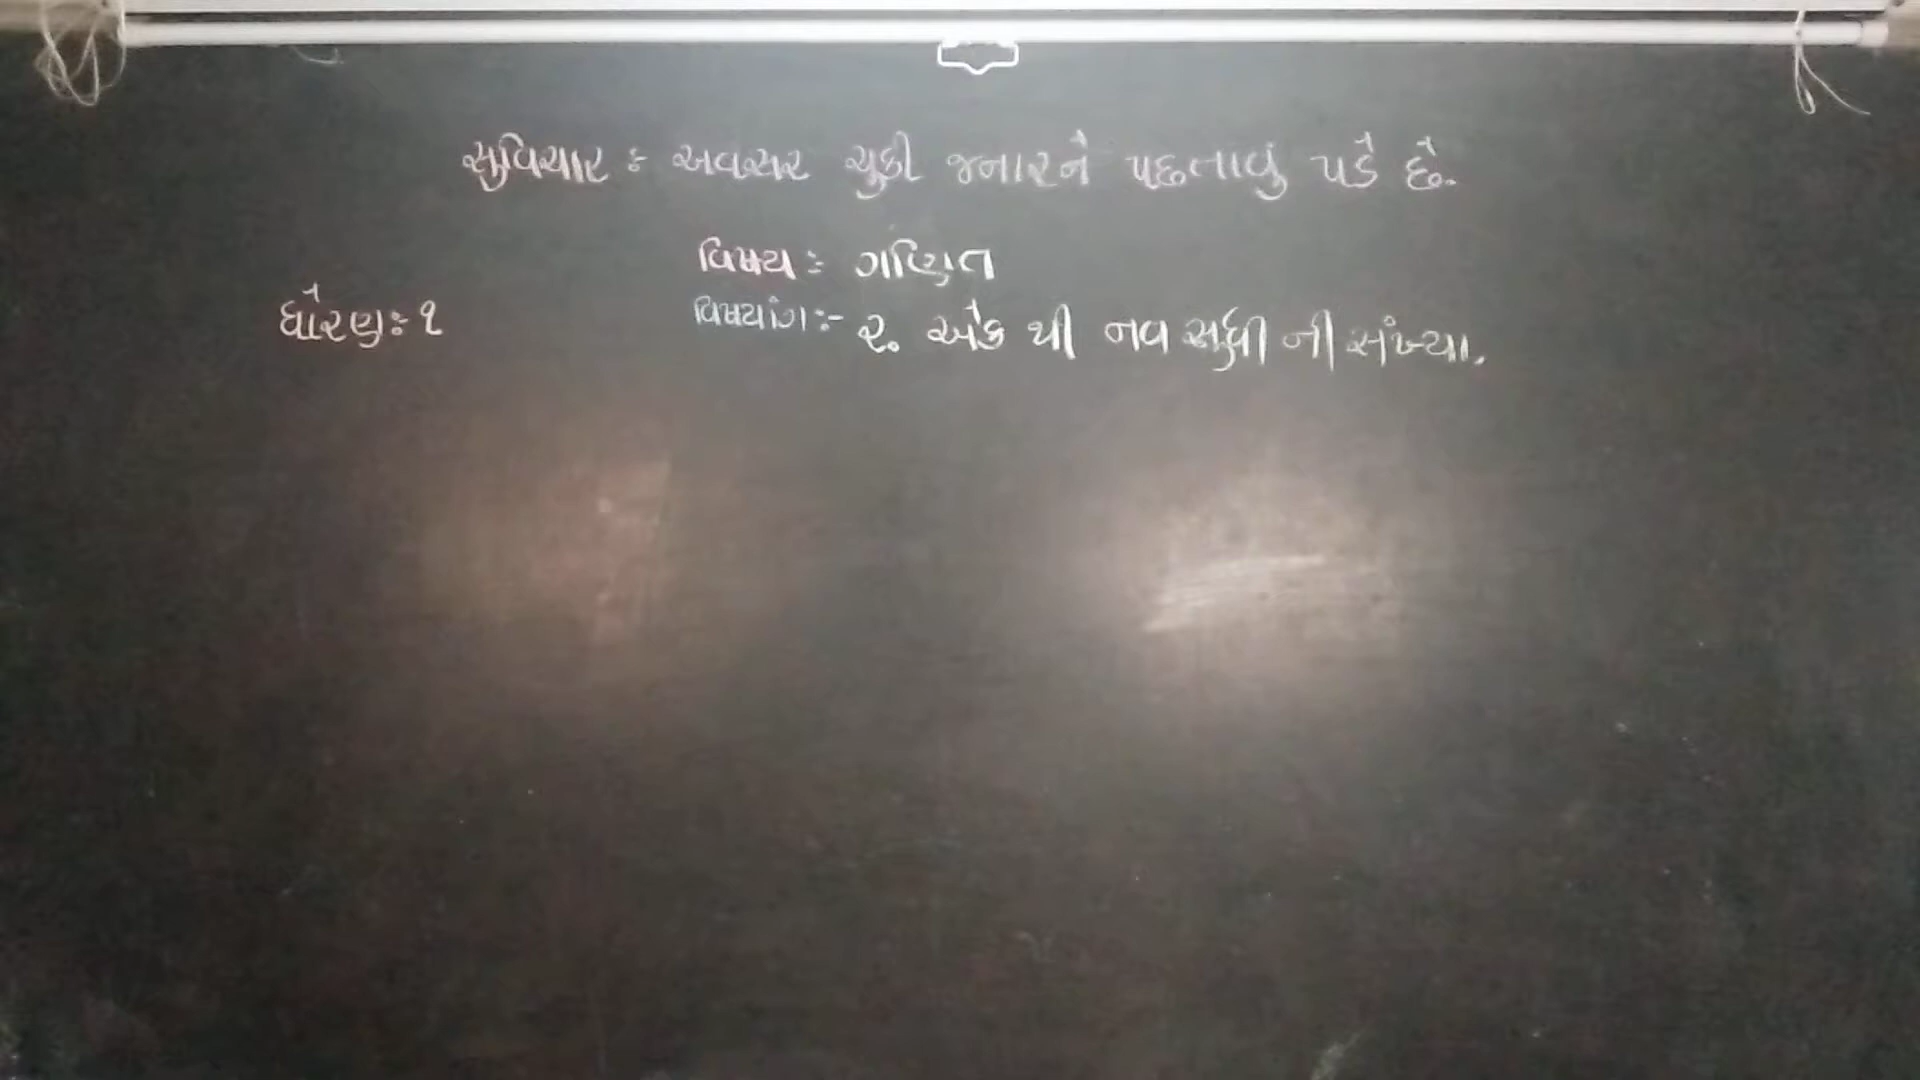 સુવિચાર : અવસર ચુકી જનારને પછતાવું પડે છે.
વિષય :- ગણિત
ધોરણ :- ૧
વિષયાંગ :- ૨. એક થી નવ સુધી ની સંખ્યા.